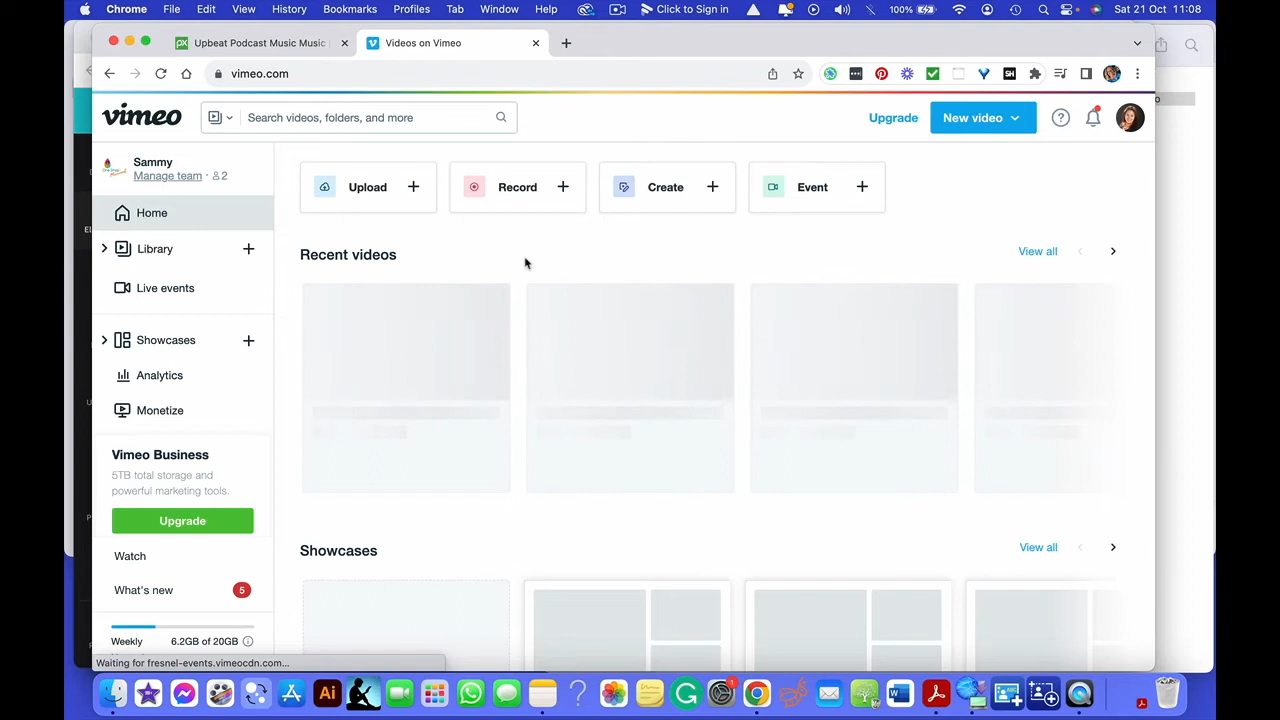 Chrome File Edit View History Bookmarks Profiles Tab Window Help Click to Sign in 100% Sat 21 Oct 11:08
Upbeat Podcast Music Music
Videos on Vimeo
vimeo.com
SH
vimeo
Search videos, folders, and more
Upgrade
New video
Sammy
Manage team · 2
Upload
Record
Create
Event
Home
Library
Live events
Showcases
Analytics
Monetize
Recent videos
View all
Vimeo Business
5TB total storage and
powerful marketing tools.
Upgrade
Showcases
View all
Watch
What's new
5
Weekly
6.2GB of 20GB
Waiting for fresnel-events.vimeocdn.com...
Ai
1